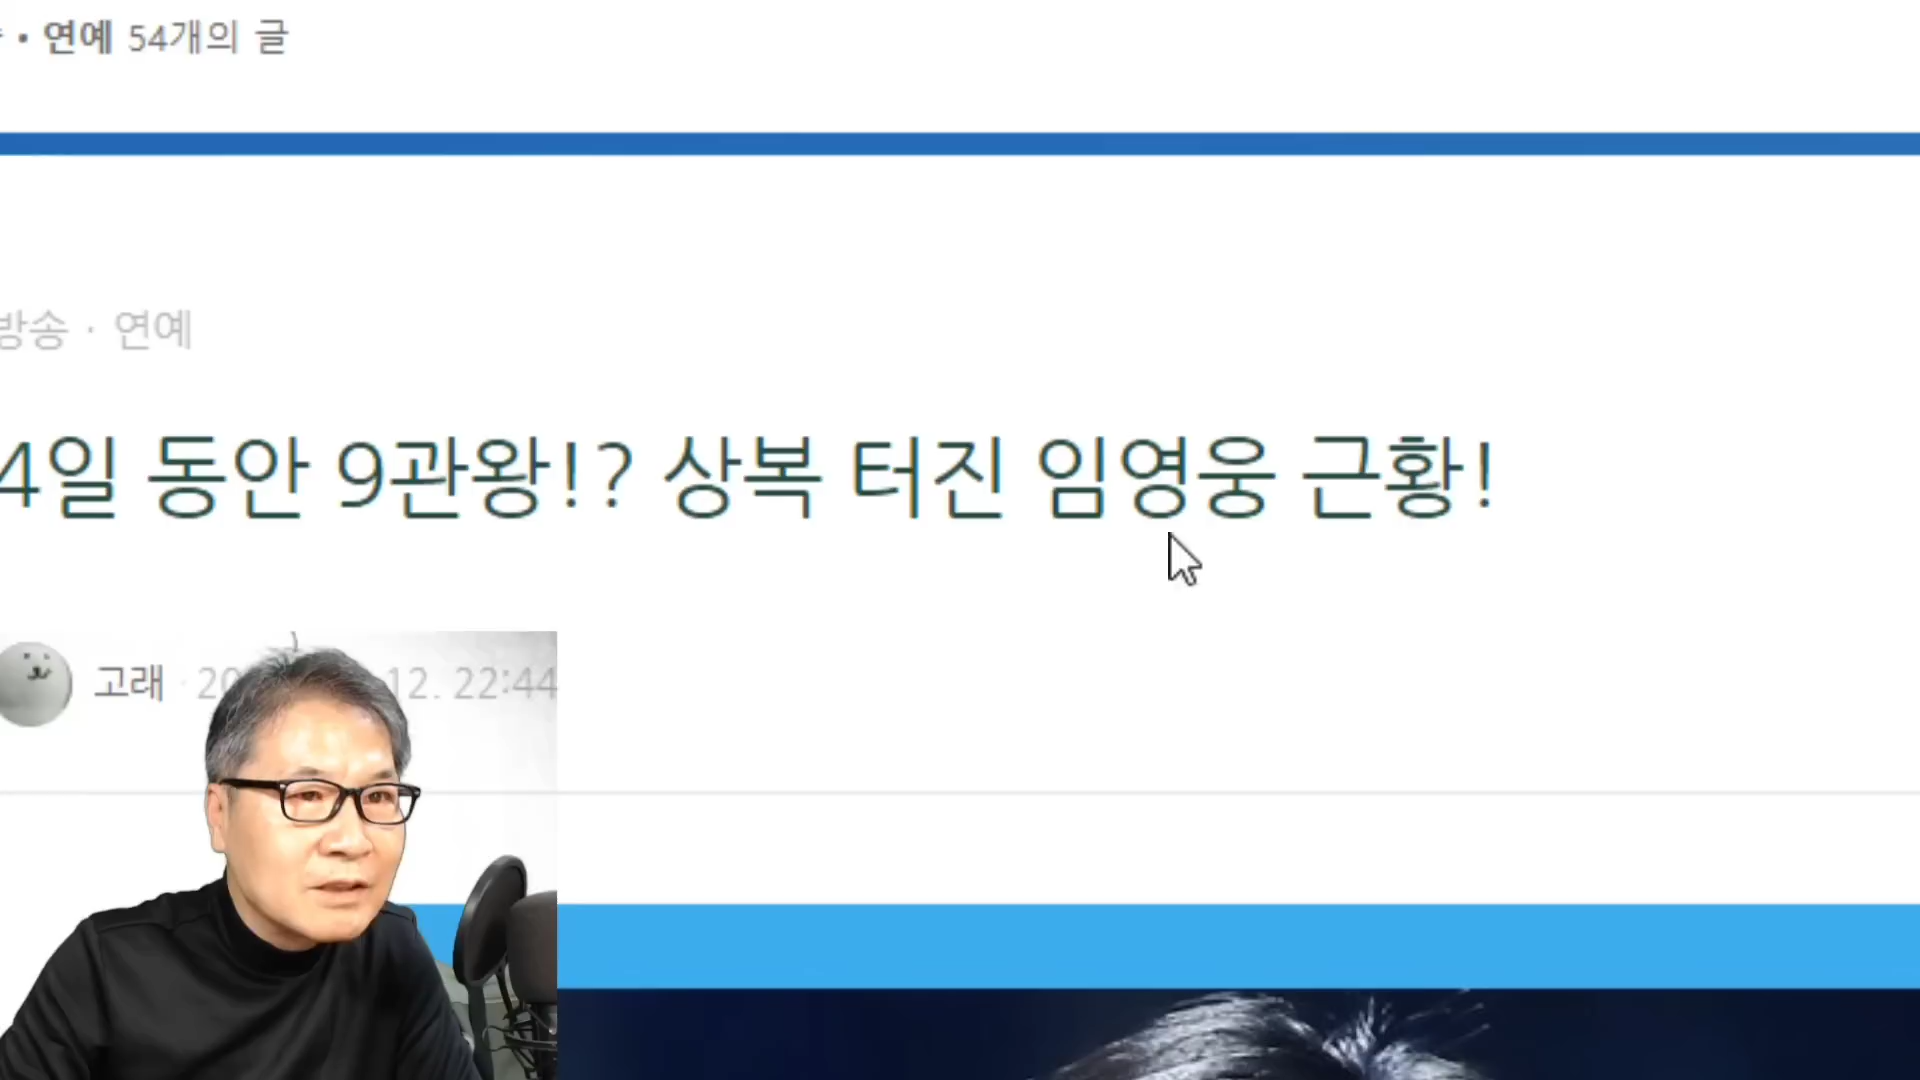 • 연예 54개의 글
방송 · 연예
4일 동안 9관왕!? 상복 터진 임영웅 근황!
고래 · 20 12. 22:44